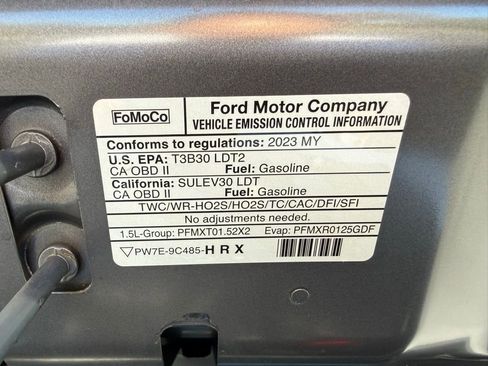 FoMoCo
Ford Motor Company
VEHICLE EMISSION CONTROL INFORMATION
Conforms to regulations: 2023 MY
U.S. EPA: T3B30 LDT2
CA OBD II Fuel: Gasoline
California: SULEV30 LDT
CA OBD II Fuel: Gasoline
TWC/WR-HO2S/HO2S/TC/CAC/DFI/SFI
No adjustments needed.
1.5L-Group: PFMXT01.52X2 Evap: PFMXR0125GDF
PW7E-9C485-HRX